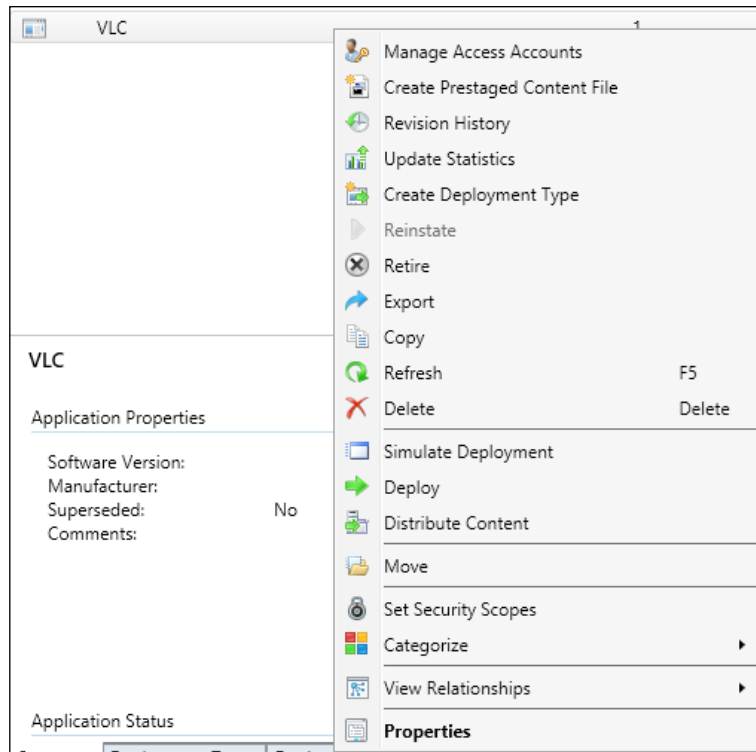 VLC 1
Manage Access Accounts
Create Prestaged Content File
Revision History
Update Statistics
Create Deployment Type
Reinstate
Retire
Export
Copy
Refresh F5
Delete Delete
Simulate Deployment
Deploy
Distribute Content
Move
Set Security Scopes
Categorize
View Relationships
Properties
VLC
Application Properties
Software Version:
Manufacturer:
Superseded: No
Comments:
Application Status